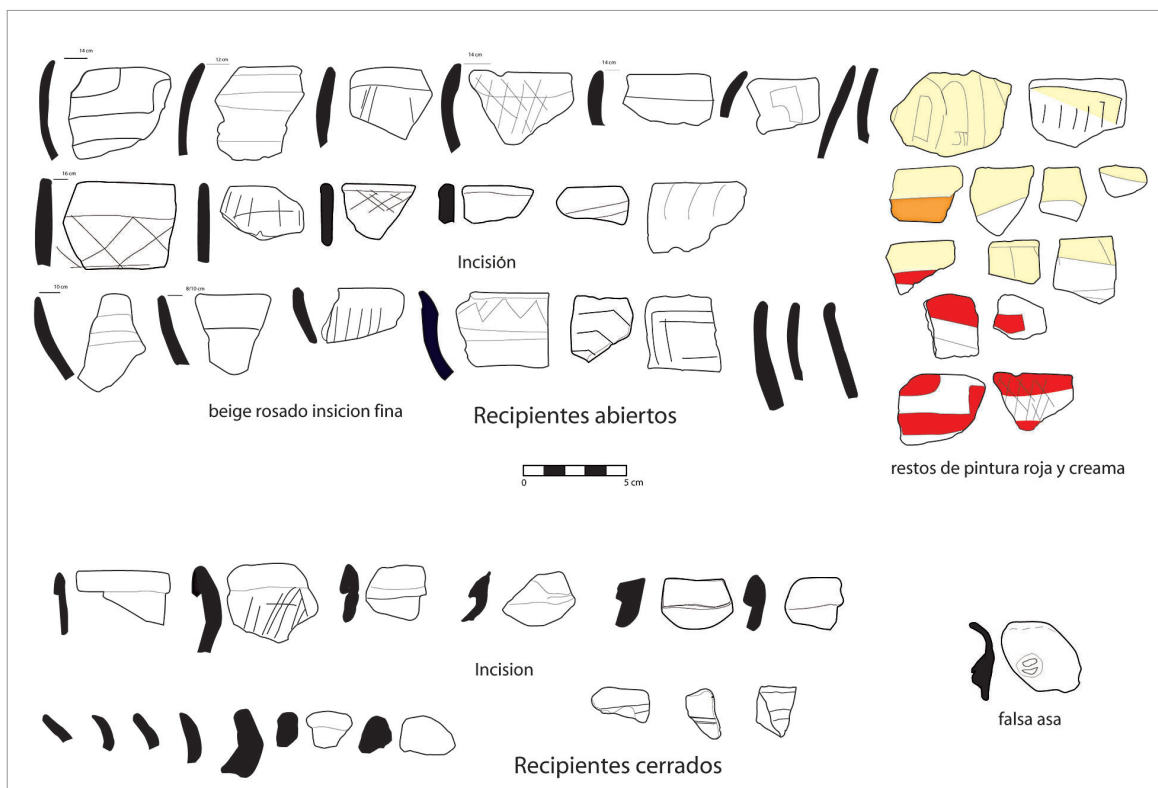 14 cm
12 cm
14 cm
14 cm
16 cm
Incisión
10 cm
8/10 cm
beige rosado insicion fina
Recipientes abiertos
restos de pintura roja y creama
0
5 cm
Incision
falsa asa
Recipientes cerrados